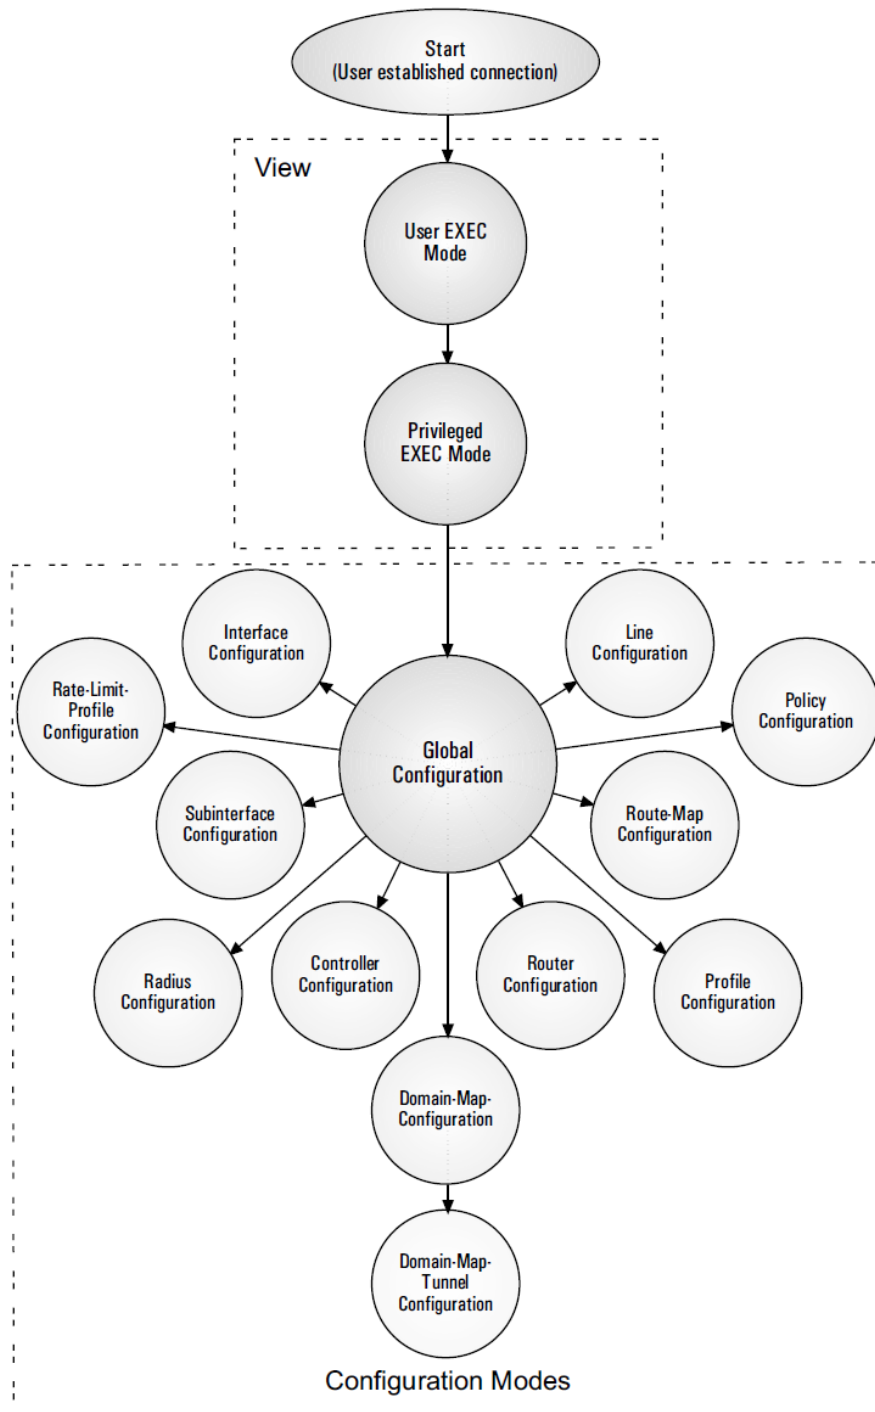 Start
(User established connection)
View
User EXEC
Mode
Privileged
EXEC Mode
Interface
Configuration
Line
Configuration
Rate-Limit-
Profile
Configuration
Policy
Configuration
Global
Configuration
Subinterface
Configuration
Route-Map
Configuration
Radius
Configuration
Controller
Configuration
Router
Configuration
Profile
Configuration
Domain-Map-
Configuration
Domain-Map-
Tunnel
Configuration
Configuration Modes